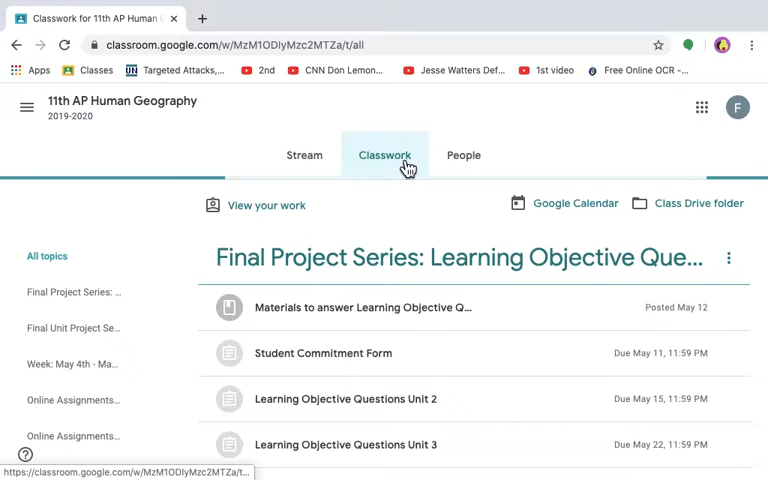 Classwork for 11th AP Human G
classroom.google.com/w/MzM1ODIyMzc2MTZa/t/all
Apps Classes Targeted Attacks,... 2nd CNN Don Lemon... Jesse Watters Def... 1st video Free Online OCR -...
11th AP Human Geography
2019-2020
F
Stream Classwork People
View your work Google Calendar Class Drive folder
All topics
Final Project Series: Learning Objective Que...
Final Project Series: ...
Materials to answer Learning Objective Q... Posted May 12
Final Unit Project Se...
Student Commitment Form Due May 11, 11:59 PM
Week: May 4th - Ma...
Online Assignments...
Learning Objective Questions Unit 2 Due May 15, 11:59 PM
Online Assignments...
Learning Objective Questions Unit 3 Due May 22, 11:59 PM
https://classroom.google.com/w/MzM1ODIyMzc2MTZa/t...